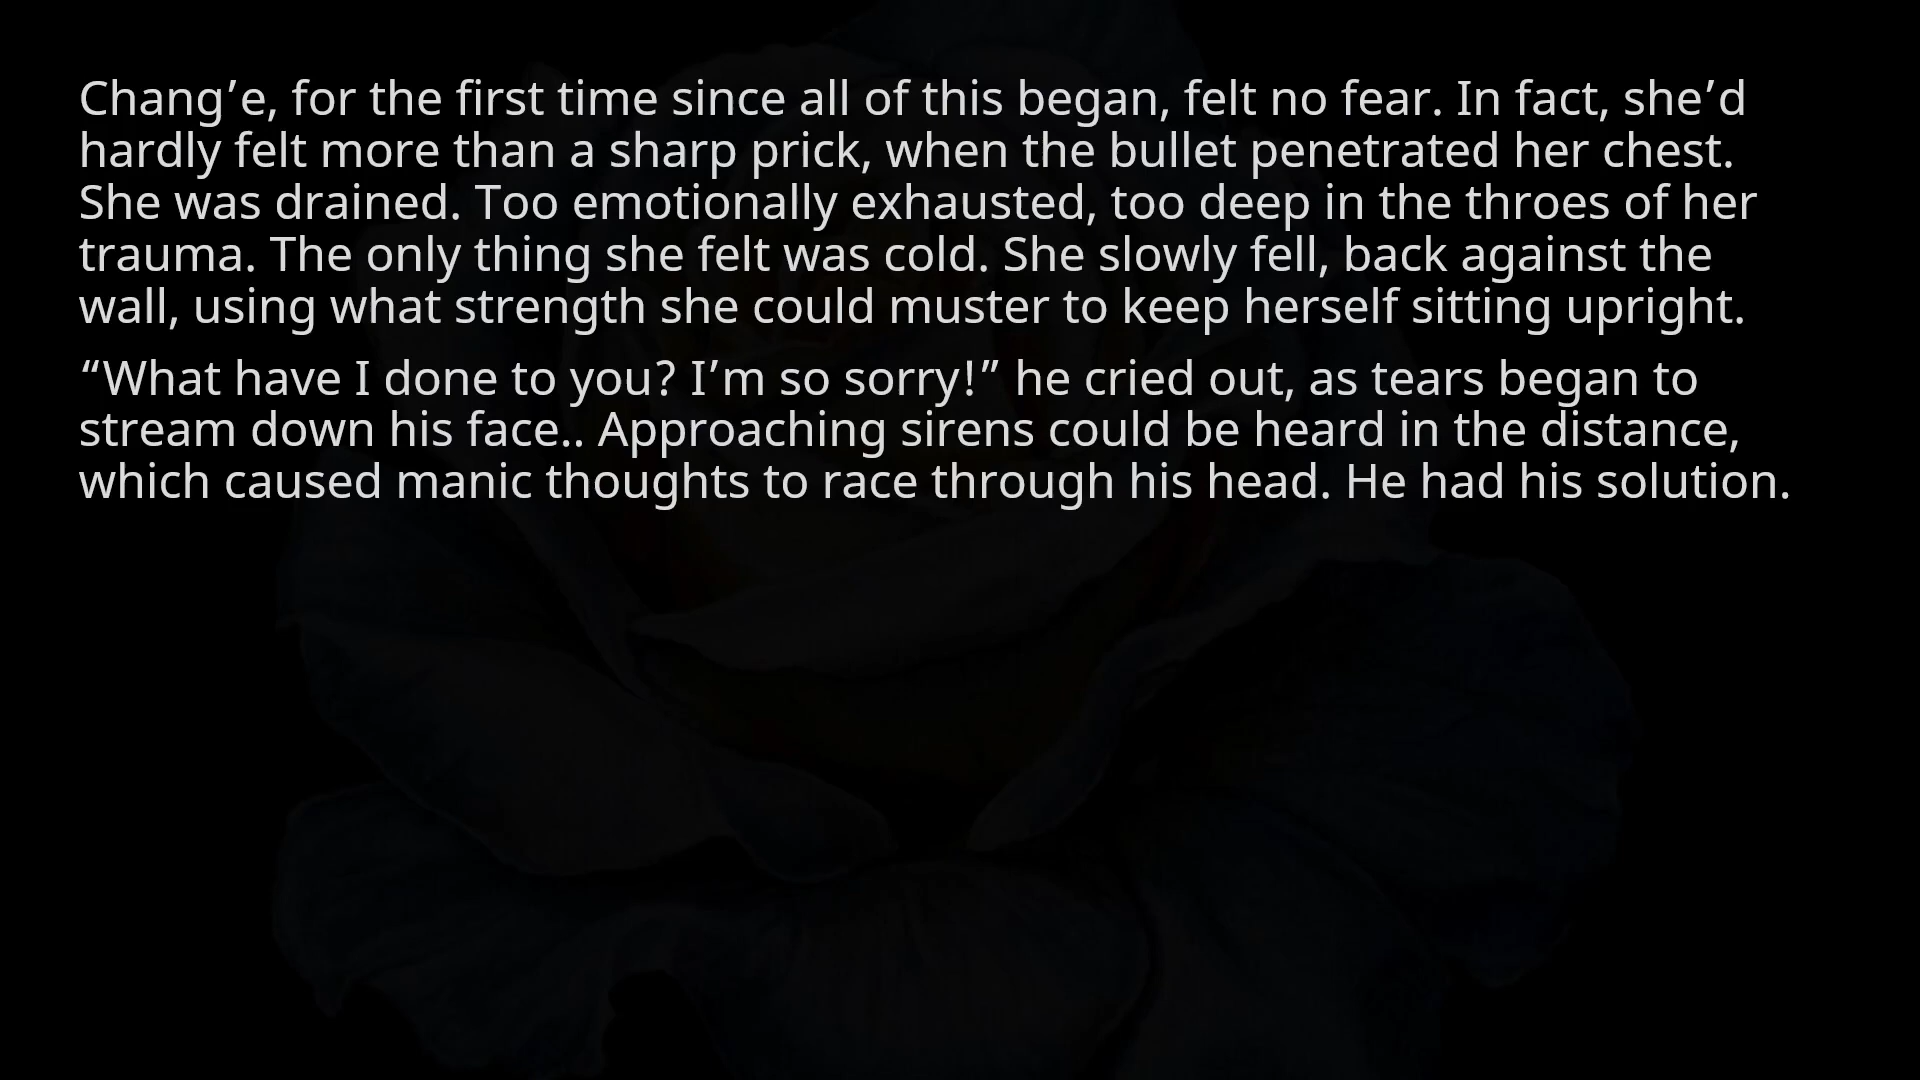 Chang’e, for the first time since all of this began, felt no fear. In fact, she’d
hardly felt more than a sharp prick, when the bullet penetrated her chest.
She was drained. Too emotionally exhausted, too deep in the throes of her
trauma. The only thing she felt was cold. She slowly fell, back against the
wall, using what strength she could muster to keep herself sitting upright.
“What have I done to you? I’m so sorry!” he cried out, as tears began to
stream down his face.. Approaching sirens could be heard in the distance,
which caused manic thoughts to race through his head. He had his solution.